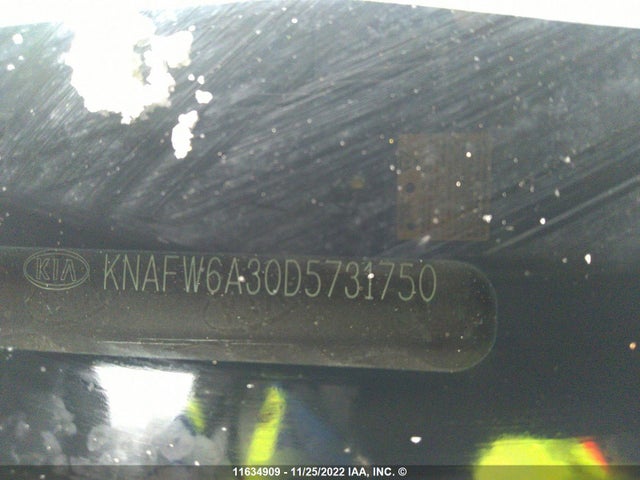 KIA KNAFW6A30D5731750
11634909 - 11/25/2022 IAA, INC. ©